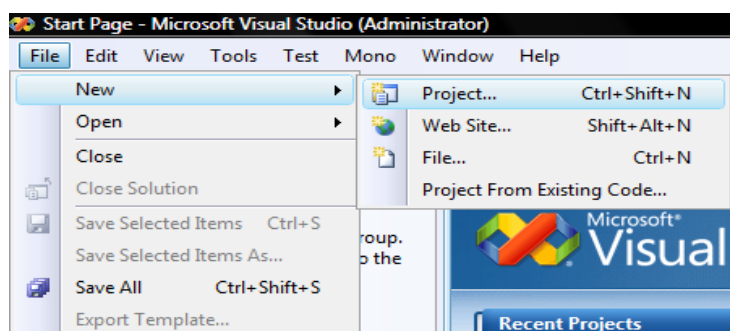 Start Page - Microsoft Visual Studio (Administrator)
File Edit View Tools Test Mono Window Help
New
Project... Ctrl+Shift+N
Open
Web Site... Shift+Alt+N
Close
File... Ctrl+N
Close Solution
Project From Existing Code...
Save Selected Items Ctrl+S
Save Selected Items As...
Save All Ctrl+Shift+S
Export Template...
roup.
o the
Microsoft®
Visual
Recent Projects